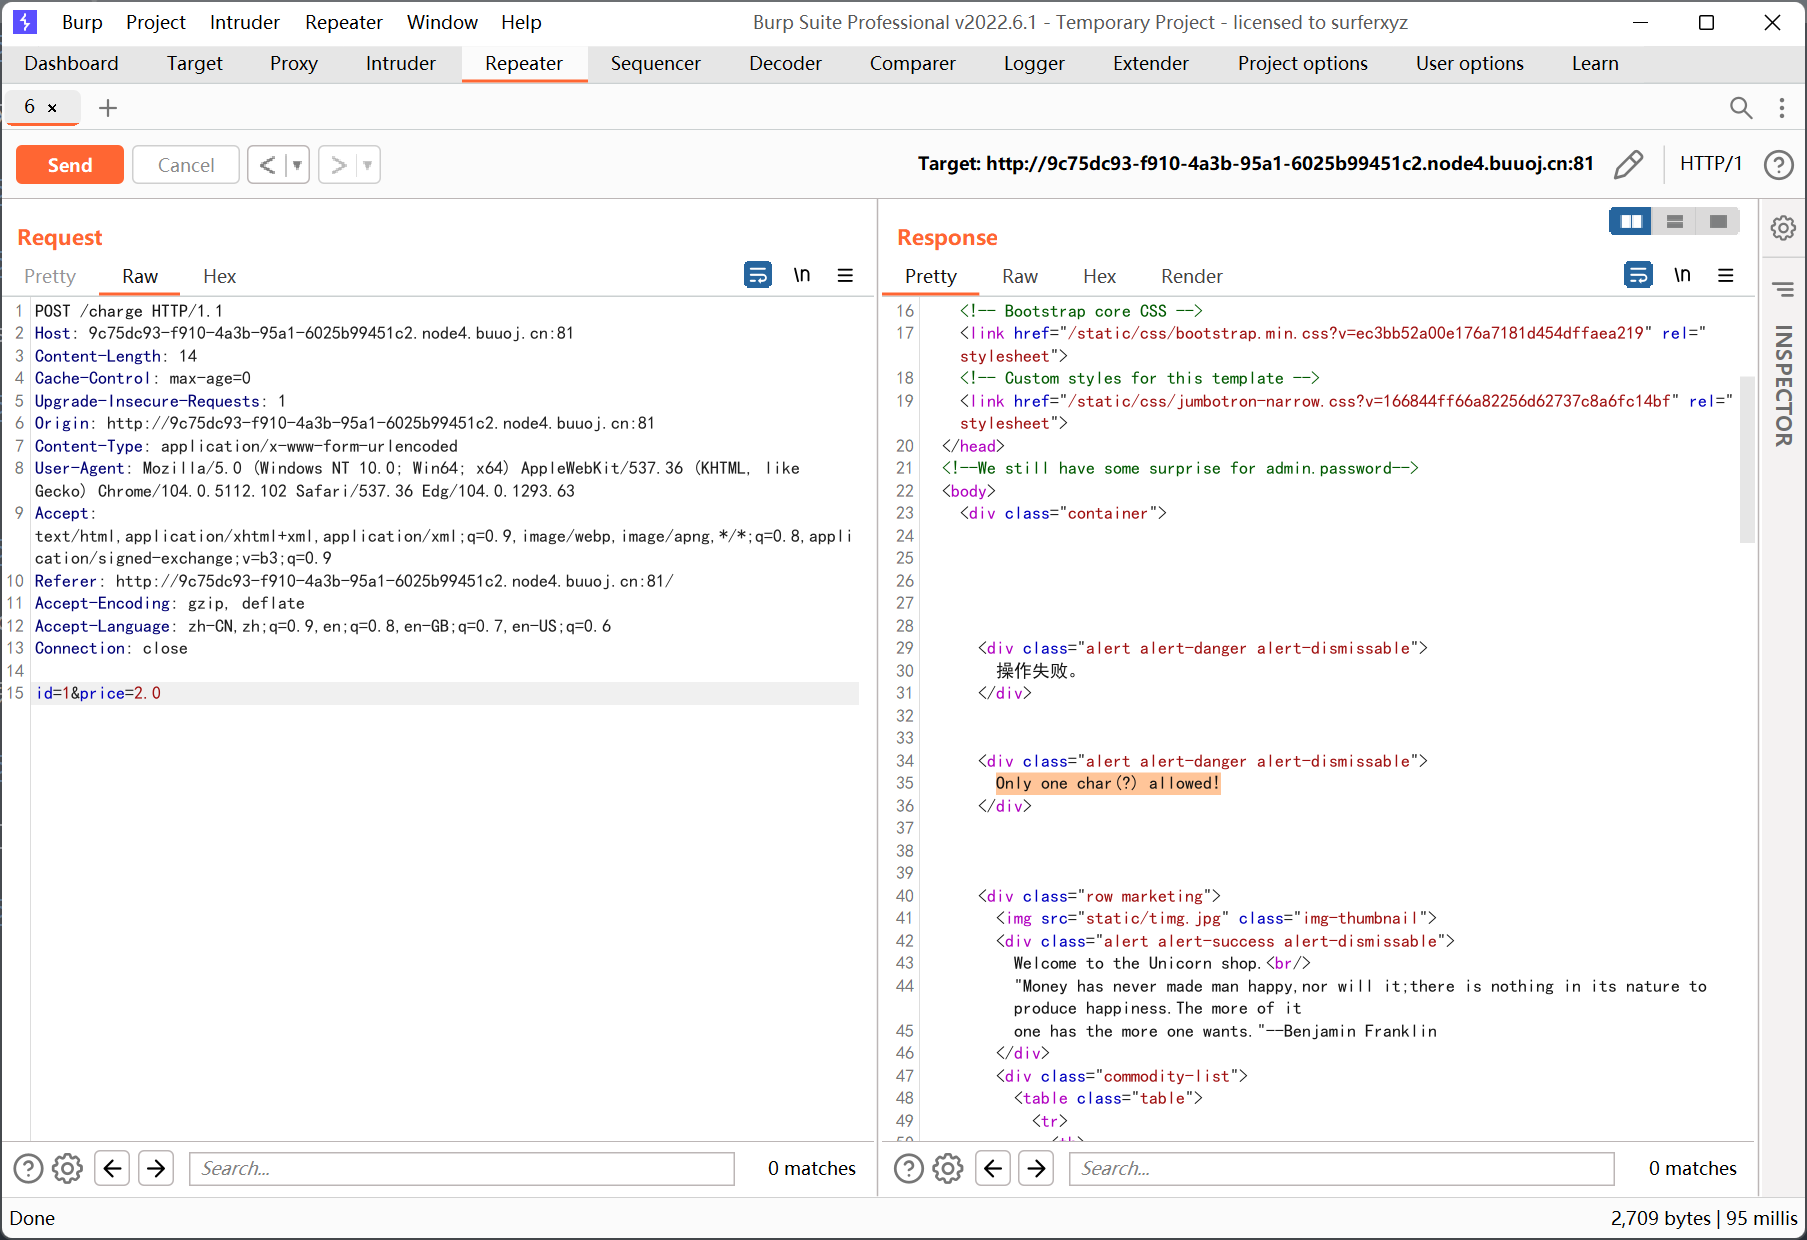 Burp Project Intruder Repeater Window Help Burp Suite Professional v2022.6.1 - Temporary Project - licensed to surferxyz
Dashboard Target Proxy Intruder Repeater Sequencer Decoder Comparer Logger Extender Project options User options Learn
6 ×
Send Cancel < > Target: http://9c75dc93-f910-4a3b-95a1-6025b99451c2.node4.buuoj.cn:81 HTTP/1
Request
Pretty Raw Hex \n
1 POST /charge HTTP/1.1
2 Host: 9c75dc93-f910-4a3b-95a1-6025b99451c2.node4.buuoj.cn:81
3 Content-Length: 14
4 Cache-Control: max-age=0
5 Upgrade-Insecure-Requests: 1
6 Origin: http://9c75dc93-f910-4a3b-95a1-6025b99451c2.node4.buuoj.cn:81
7 Content-Type: application/x-www-form-urlencoded
8 User-Agent: Mozilla/5.0 (Windows NT 10.0; Win64; x64) AppleWebKit/537.36 (KHTML, like
Gecko) Chrome/104.0.5112.102 Safari/537.36 Edg/104.0.1293.63
9 Accept:
text/html,application/xhtml+xml,application/xml;q=0.9,image/webp,image/apng,*/*;q=0.8,appli
cation/signed-exchange;v=b3;q=0.9
10 Referer: http://9c75dc93-f910-4a3b-95a1-6025b99451c2.node4.buuoj.cn:81/
11 Accept-Encoding: gzip, deflate
12 Accept-Language: zh-CN,zh;q=0.9,en;q=0.8,en-GB;q=0.7,en-US;q=0.6
13 Connection: close
14
15 id=1&price=2.0
Search... 0 matches
Response
Pretty Raw Hex Render \n
16 <!-- Bootstrap core CSS -->
17 <link href="/static/css/bootstrap.min.css?v=ec3bb52a00e176a7181d454dffaea219" rel="
stylesheet">
18 <!-- Custom styles for this template -->
19 <link href="/static/css/jumbotron-narrow.css?v=166844ff66a82256d62737c8a6fc14bf" rel="
stylesheet">
20 </head>
21 <!--We still have some surprise for admin.password-->
22 <body>
23 <div class="container">
24
25
26
27
28
29 <div class="alert alert-danger alert-dismissable">
30 操作失败。
31 </div>
32
33
34 <div class="alert alert-danger alert-dismissable">
35 Only one char(?) allowed!
36 </div>
37
38
39
40 <div class="row marketing">
41 <img src="static/timg.jpg" class="img-thumbnail">
42 <div class="alert alert-success alert-dismissable">
43 Welcome to the Unicorn shop.<br/>
44 "Money has never made man happy,nor will it;there is nothing in its nature to
produce happiness.The more of it
45 one has the more one wants."--Benjamin Franklin
46 </div>
47 <div class="commodity-list">
48 <table class="table">
49 <tr>
Search... 0 matches
INSPECTOR
Done 2,709 bytes | 95 millis